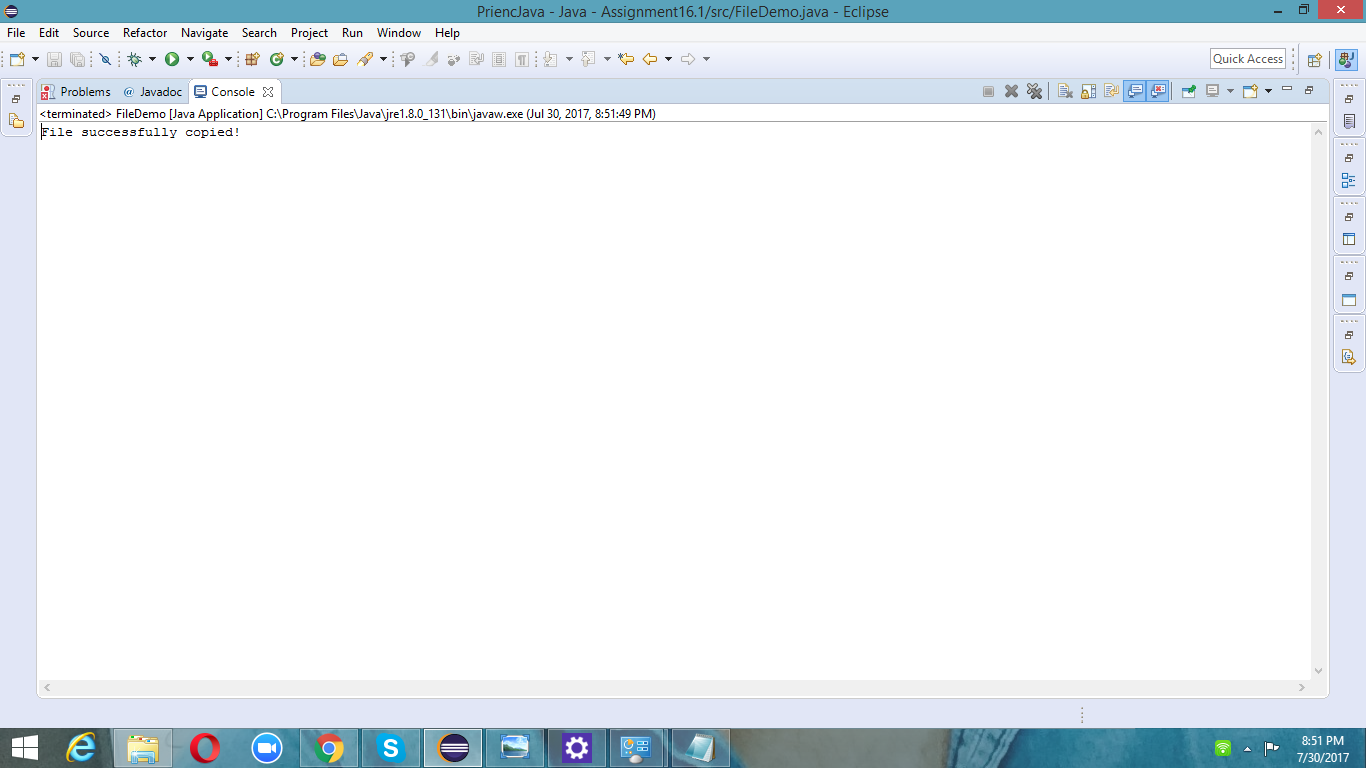 PriencJava - Java - Assignment16.1/src/FileDemo.java - Eclipse
File Edit Source Refactor Navigate Search Project Run Window Help
Quick Access
Problems @ Javadoc Console
<terminated> FileDemo [Java Application] C:\Program Files\Java\jre1.8.0_131\bin\javaw.exe (Jul 30, 2017, 8:51:49 PM)
File successfully copied!
8:51 PM
7/30/2017